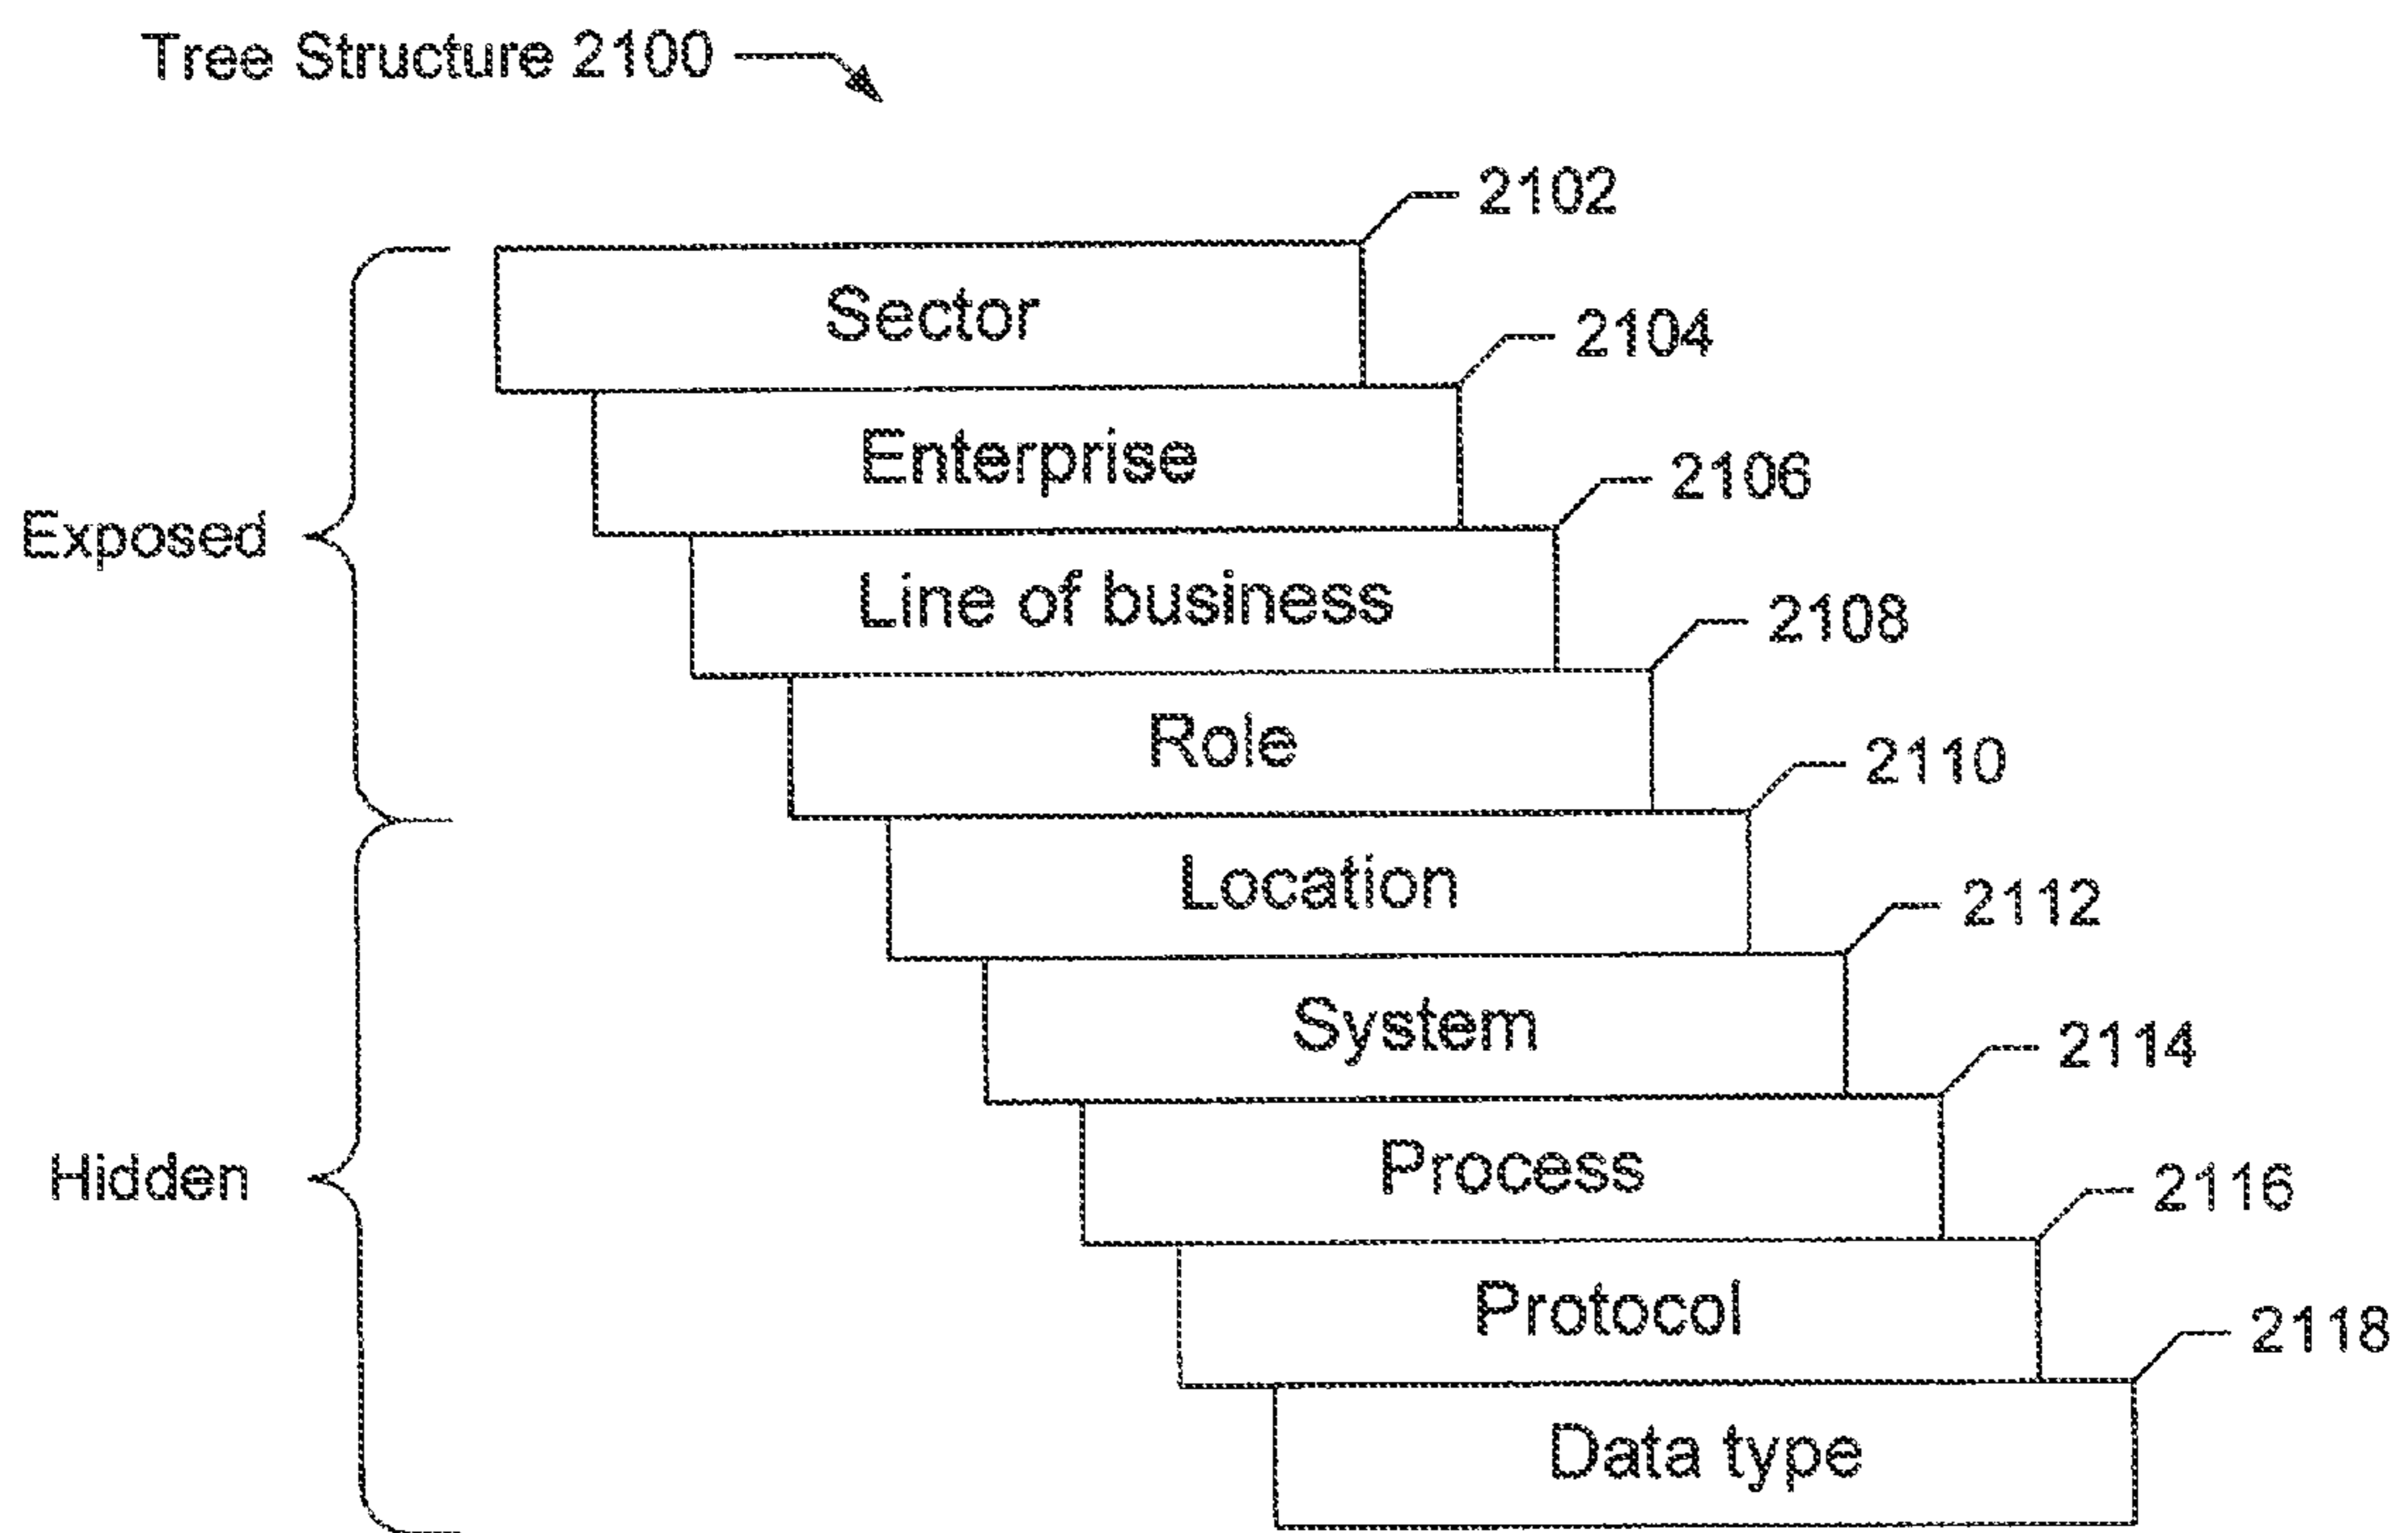 Tree Structure 2100
2102
Sector
2104
Enterprise
2106
Exposed
Line of business
2108
Role
2110
Location
2112
System
2114
Hidden
Process
2116
Protocol
2118
Data type